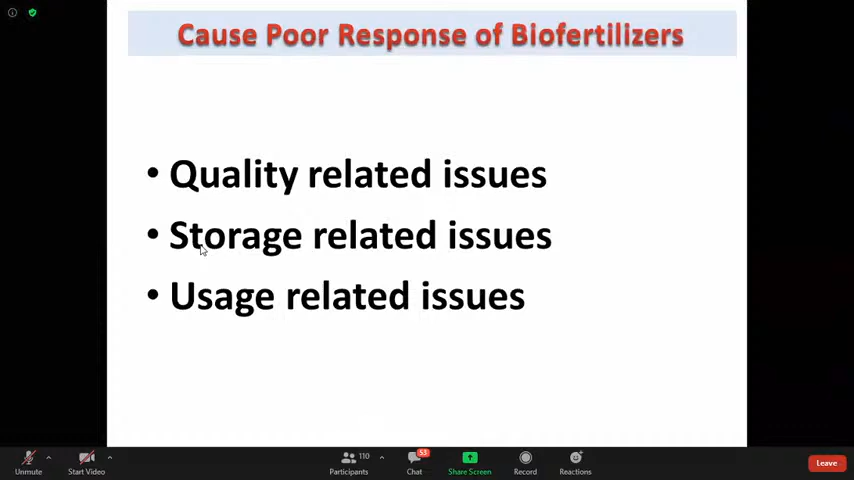 Cause Poor Response of Biofertilizers
• Quality related issues
• Storage related issues
• Usage related issues
Unmute
Start Video
110
Participants
55
Chat
Share Screen
Record
Reactions
Leave